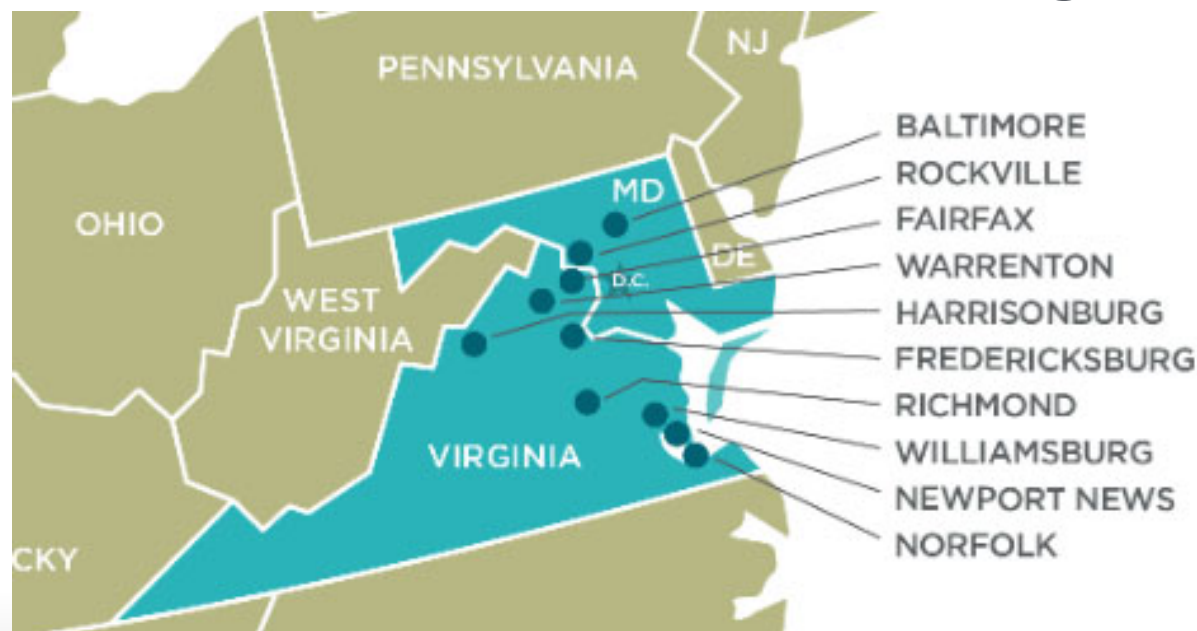 NJ
PENNSYLVANIA
BALTIMORE
ROCKVILLE
MD
FAIRFAX
OHIO
DE
WARRENTON
D.C.
WEST
VIRGINIA
HARRISONBURG
FREDERICKSBURG
RICHMOND
VIRGINIA
WILLIAMSBURG
NEWPORT NEWS
NORFOLK
CKY